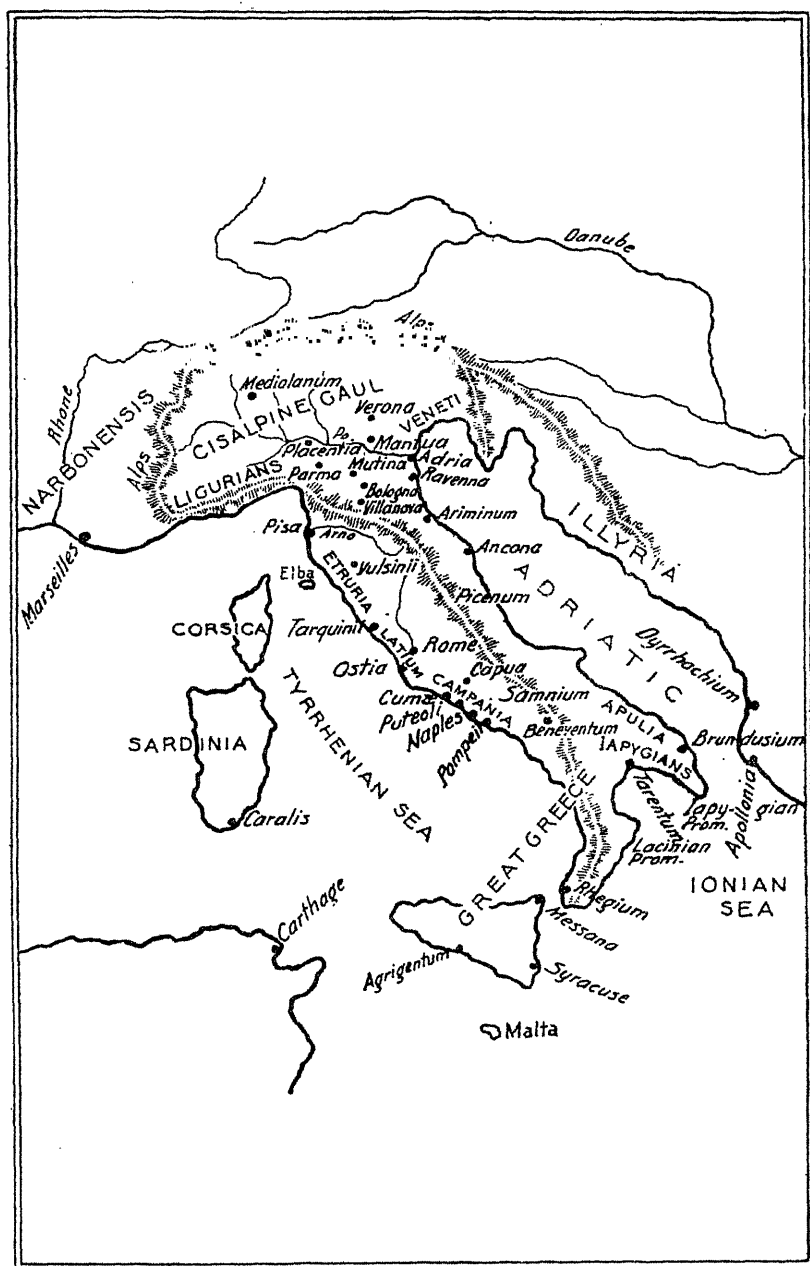 Danube
Alps
Rhone
NARBONENSIS
Alps
Mediolanum
CISALPINE GAUL
Verona
VENETI
Po
Mantua
Placentia
Adria
LIGURIANS
Parma
Mutina
Ravenna
Bologna
Villanova
Ariminum
ILLYRIA
Marseilles
Pisa
Arno
Ancona
Elba
Vulsinii
ETRURIA
Picenum
ADRIATIC
CORSICA
Tarquinii
LATIUM
Rome
Dyrrhachium
Ostia
Capua
TYRRHENIAN SEA
CAMPANIA
Samnium
Cuma
Puteoli
Naples
Pompeii
Beneventum
APULIA
IAPYGIANS
Brundusium
SARDINIA
Caralis
GREAT GREECE
Tarentum
Iapygian
Prom.
Apollonia
Lacinian
Prom.
IONIAN
SEA
Rhegium
Messana
Carthage
Agrigentum
Syracuse
Malta